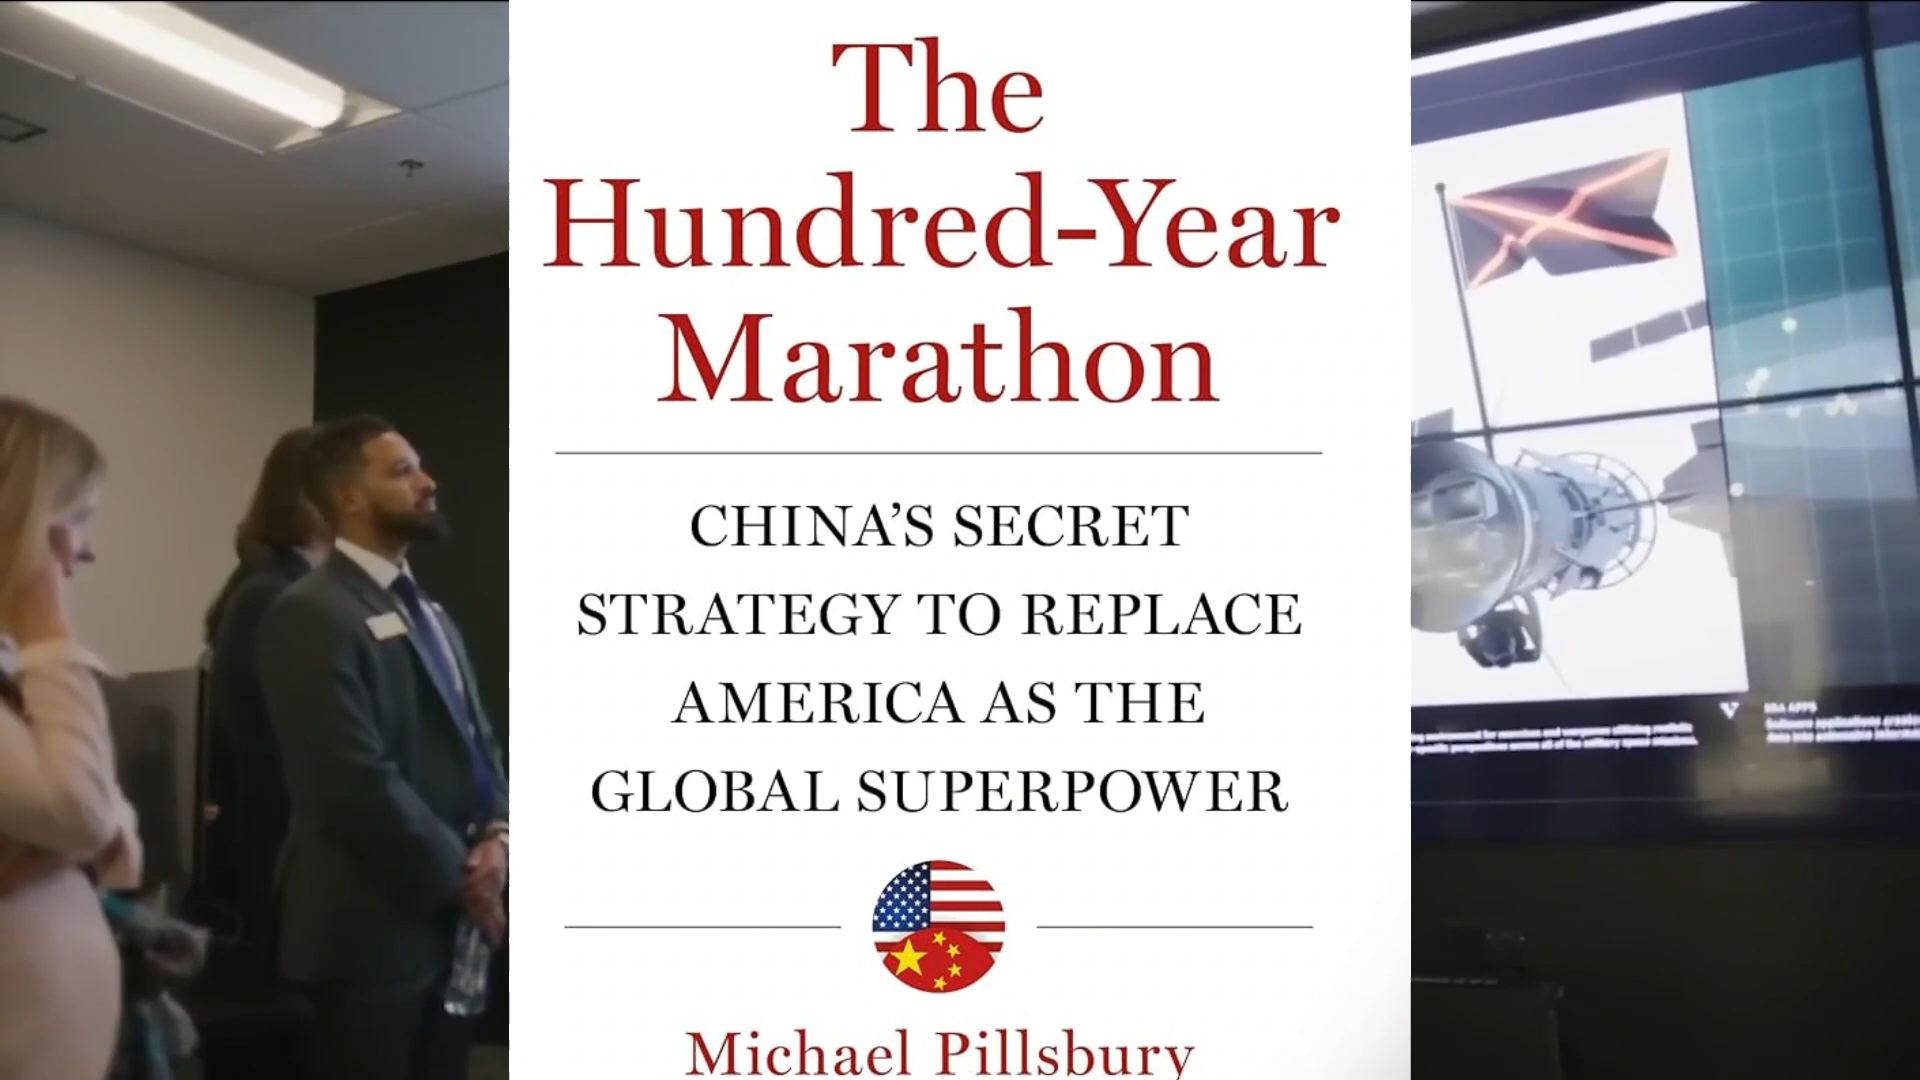 The
Hundred-Year
Marathon
CHINA'S SECRET
STRATEGY TO REPLACE
AMERICA AS THE
GLOBAL SUPERPOWER
Michael Pillsbury